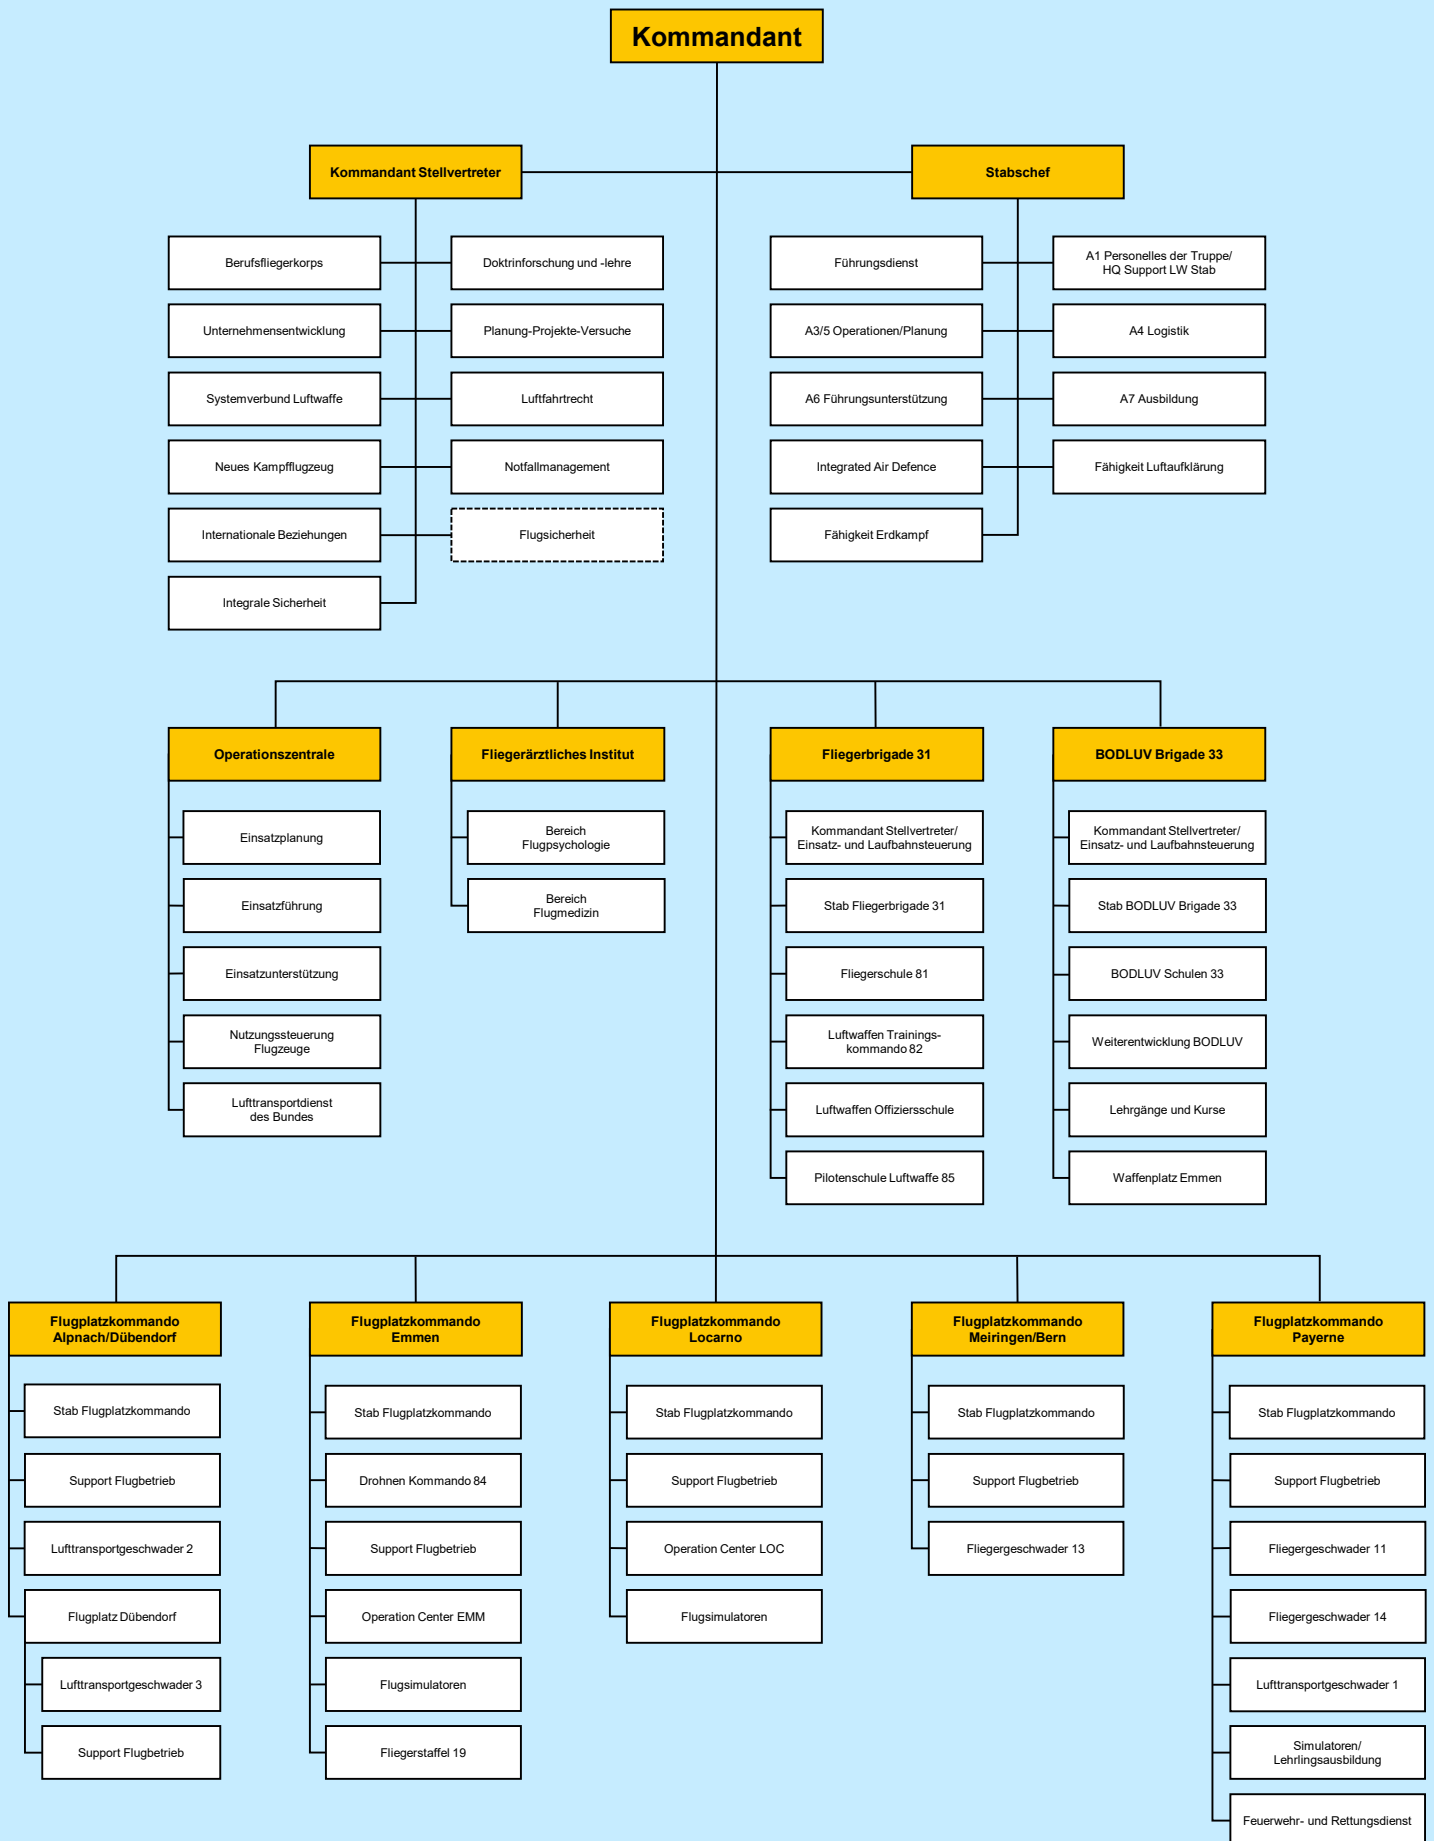 Kommandant
Kommandant Stellvertreter
Stabschef
Berufsfliegerkorps
Doktrinforschung und -lehre
Führungsdienst
A1 Personelles der Truppe/
HQ Support LW Stab
Unternehmensentwicklung
Planung-Projekte-Versuche
A3/5 Operationen/Planung
A4 Logistik
Systemverbund Luftwaffe
Luftfahrtrecht
A6 Führungsunterstützung
A7 Ausbildung
Neues Kampfflugzeug
Notfallmanagement
Integrated Air Defence
Fähigkeit Luftaufklärung
Internationale Beziehungen
Flugsicherheit
Fähigkeit Erdkampf
Integrale Sicherheit
Operationszentrale
Einsatzplanung
Einsatzführung
Einsatzunterstützung
Nutzungssteuerung
Flugzeuge
Lufttransportdienst
des Bundes
Fliegerärztliches Institut
Bereich
Flugpsychologie
Bereich
Flugmedizin
Fliegerbrigade 31
Kommandant Stellvertreter/
Einsatz- und Laufbahnsteuerung
Stab Fliegerbrigade 31
Fliegerschule 81
Luftwaffen Trainings-
kommando 82
Luftwaffen Offiziersschule
Pilotenschule Luftwaffe 85
BODLUV Brigade 33
Kommandant Stellvertreter/
Einsatz- und Laufbahnsteuerung
Stab BODLUV Brigade 33
BODLUV Schulen 33
Weiterentwicklung BODLUV
Lehrgänge und Kurse
Waffenplatz Emmen
Flugplatzkommando
Alpnach/Dübendorf
Stab Flugplatzkommando
Support Flugbetrieb
Lufttransportgeschwader 2
Flugplatz Dübendorf
Lufttransportgeschwader 3
Support Flugbetrieb
Flugplatzkommando
Emmen
Stab Flugplatzkommando
Drohnen Kommando 84
Support Flugbetrieb
Operation Center EMM
Flugsimulatoren
Fliegerstaffel 19
Flugplatzkommando
Locarno
Stab Flugplatzkommando
Support Flugbetrieb
Operation Center LOC
Flugsimulatoren
Flugplatzkommando
Meiringen/Bern
Stab Flugplatzkommando
Support Flugbetrieb
Fliegergeschwader 13
Flugplatzkommando
Payerne
Stab Flugplatzkommando
Support Flugbetrieb
Fliegergeschwader 11
Fliegergeschwader 14
Lufttransportgeschwader 1
Simulatoren/
Lehrlingsausbildung
Feuerwehr- und Rettungsdienst